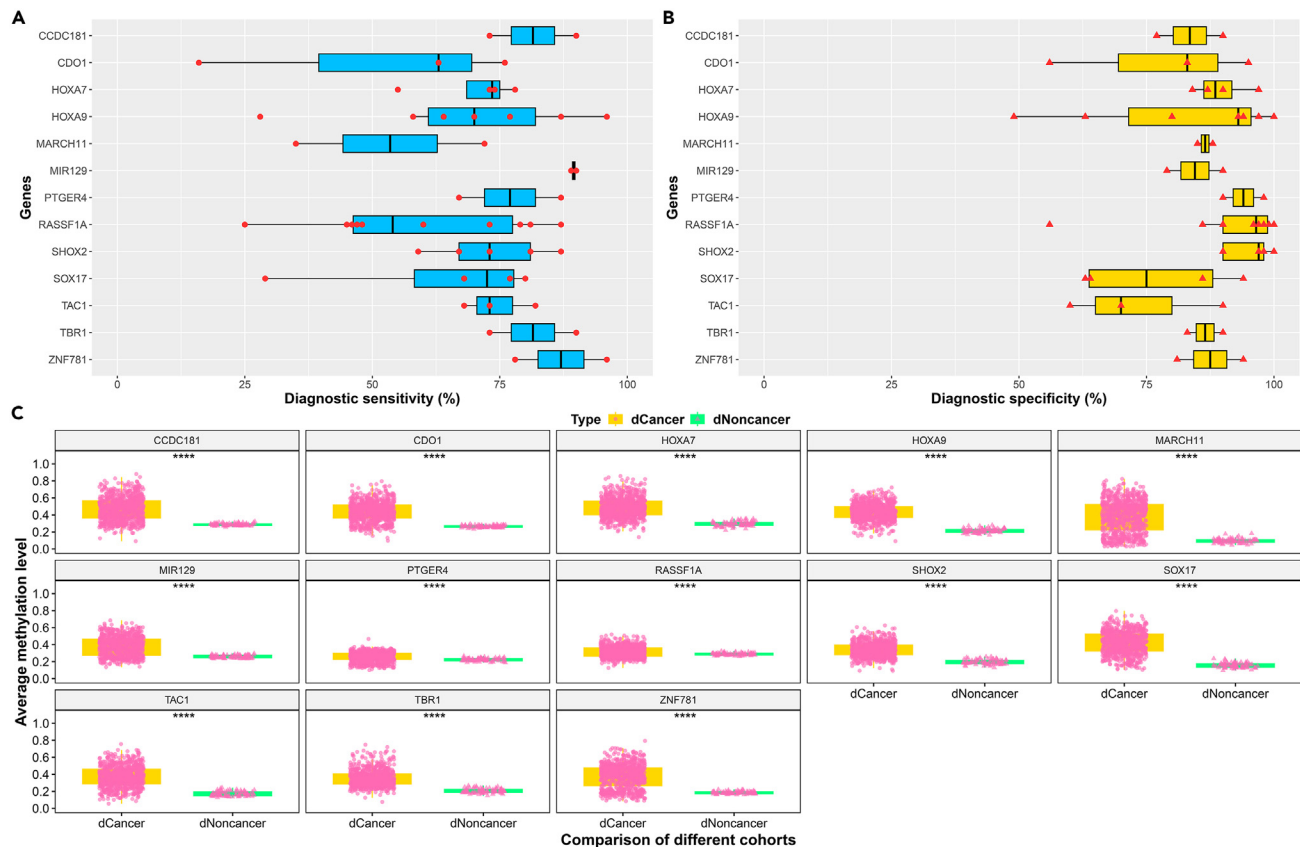 A
B
Genes
CCDC181
CDO1
HOXA7
HOXA9
MARCH11
MIR129
PTGER4
RASSF1A
SHOX2
SOX17
TAC1
TBR1
ZNF781
0 25 50 75 100
Diagnostic sensitivity (%)
Genes
CCDC181
CDO1
HOXA7
HOXA9
MARCH11
MIR129
PTGER4
RASSF1A
SHOX2
SOX17
TAC1
TBR1
ZNF781
0 25 50 75 100
Diagnostic specificity (%)
C
Type dCancer dNoncancer
Average methylation level
CCDC181 CDO1 HOXA7 HOXA9 MARCH11
**** **** **** **** ****
1.0
0.8
0.6
0.4
0.2
0.0
MIR129 PTGER4 RASSF1A SHOX2 SOX17
**** **** **** **** ****
1.0
0.8
0.6
0.4
0.2
0.0
dCancer dNoncancer dCancer dNoncancer
TAC1 TBR1 ZNF781
**** **** ****
1.0
0.8
0.6
0.4
0.2
0.0
dCancer dNoncancer dCancer dNoncancer dCancer dNoncancer
Comparison of different cohorts